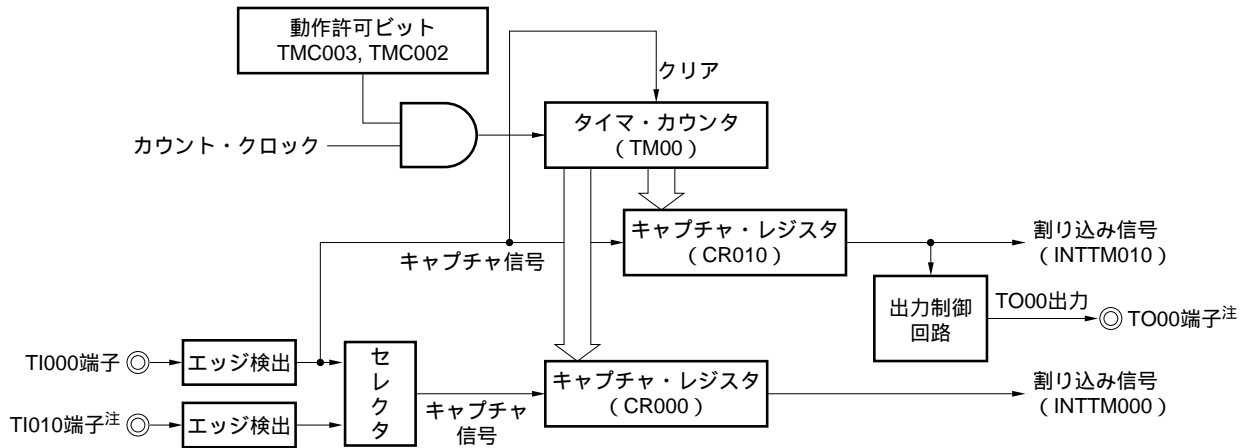 動作許可ビット
TMC003, TMC002
クリア
カウント・クロック
タイマ・カウンタ
（TM00）
キャプチャ・レジスタ
（CR010）
割り込み信号
（INTTM010）
キャプチャ信号
出力制御
回路
TO00出力
TO00端子注
TI000端子
エッジ検出
セレクタ
キャプチャ・レジスタ
（CR000）
割り込み信号
（INTTM000）
TI010端子注
エッジ検出
キャプチャ
信号